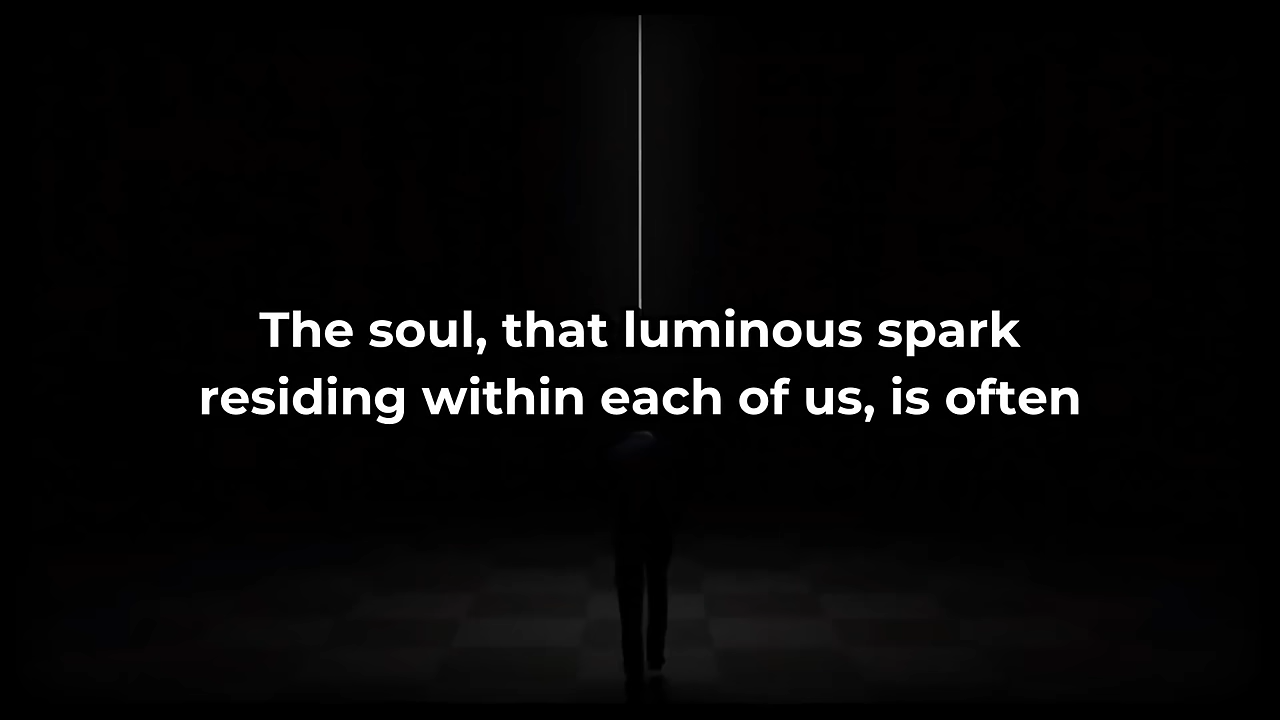 The soul, that luminous spark
residing within each of us, is often